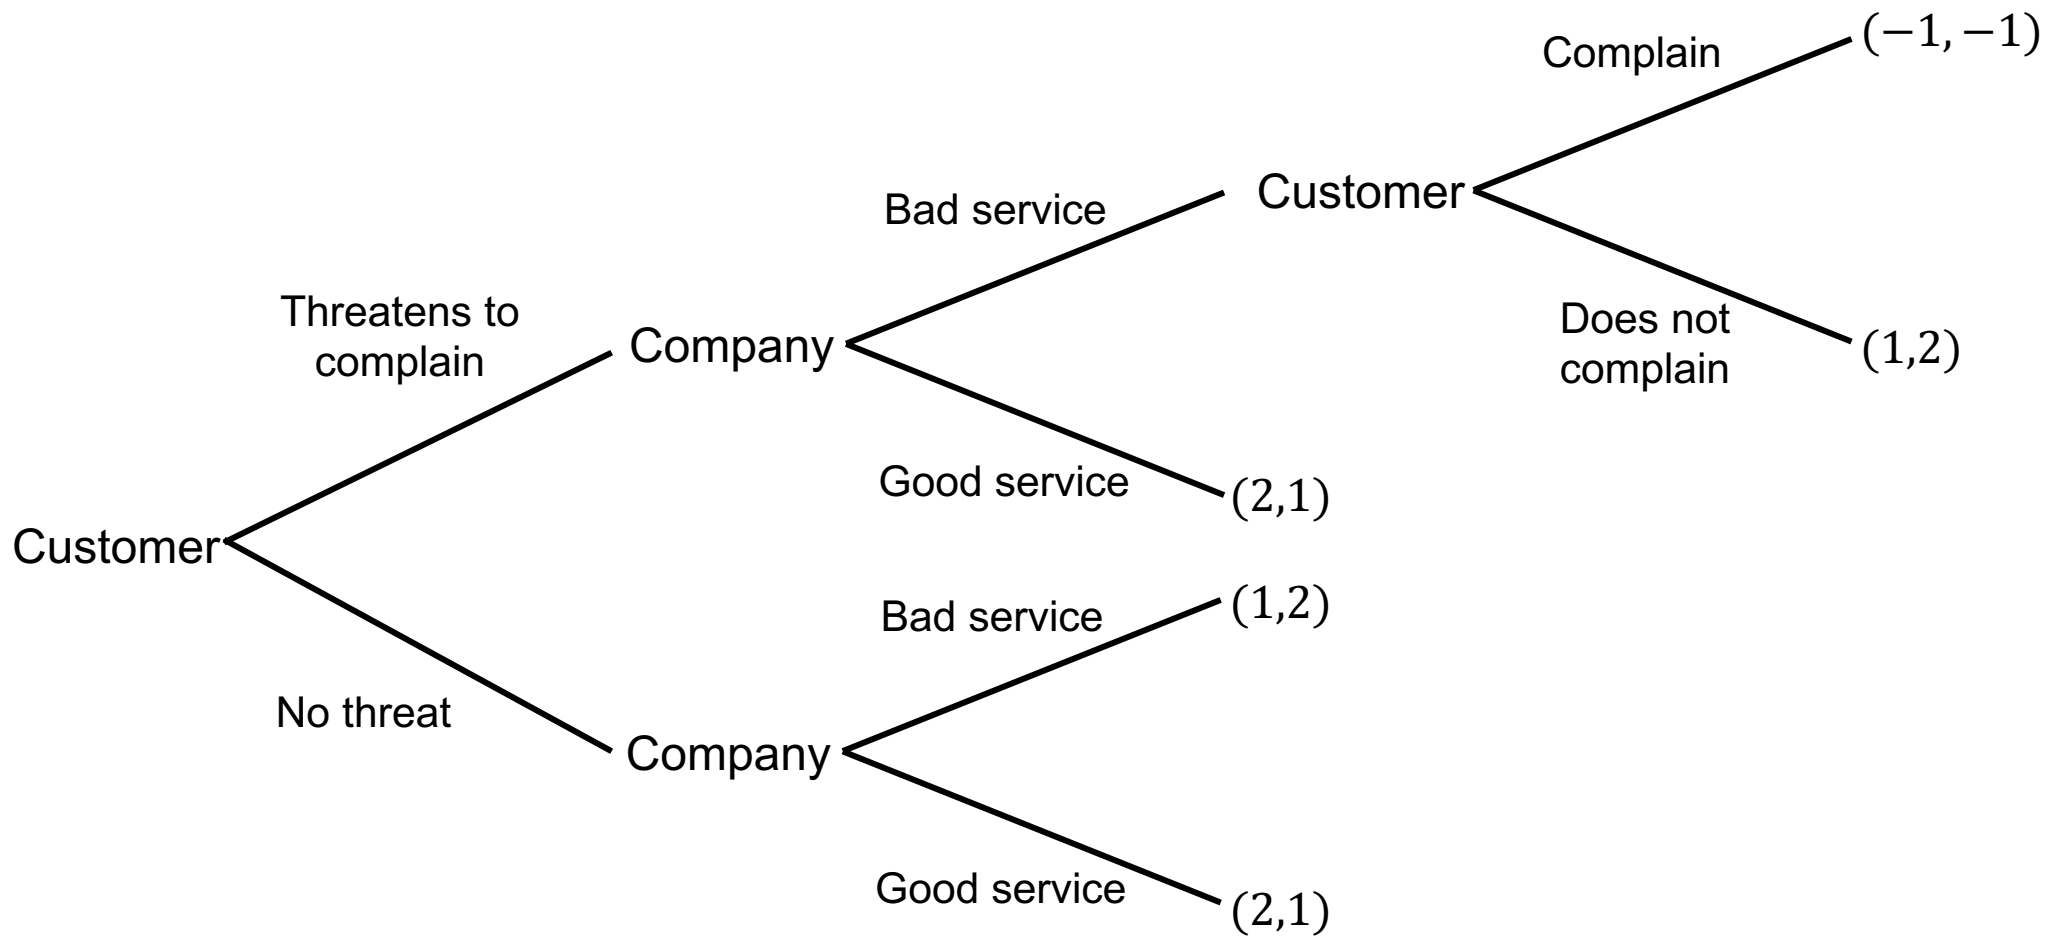 Complain
(−1, −1)
Bad service
Customer
Threatens to
complain
Company
Does not
complain
(1,2)
Good service
(2,1)
Customer
Bad service
(1,2)
No threat
Company
Good service
(2,1)